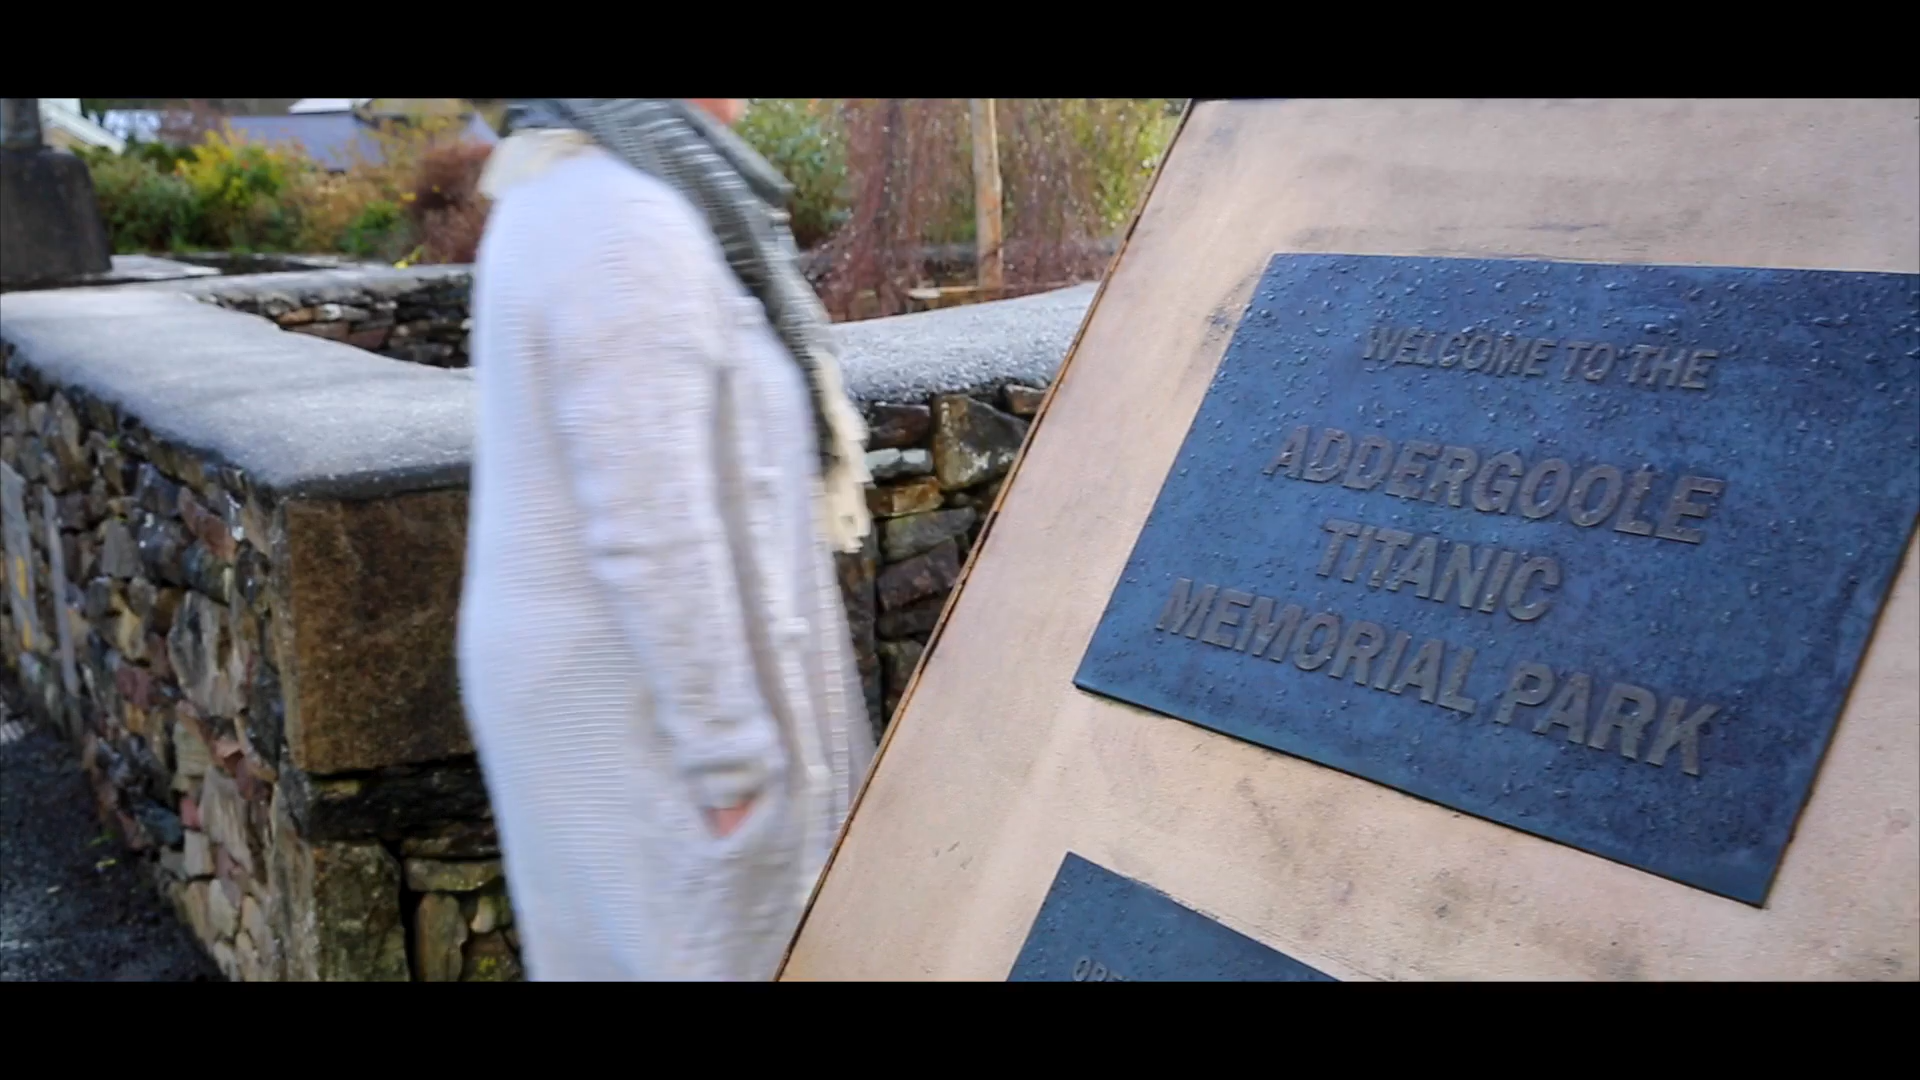 WELCOME TO THE
ADDERGOOLE
TITANIC
MEMORIAL PARK